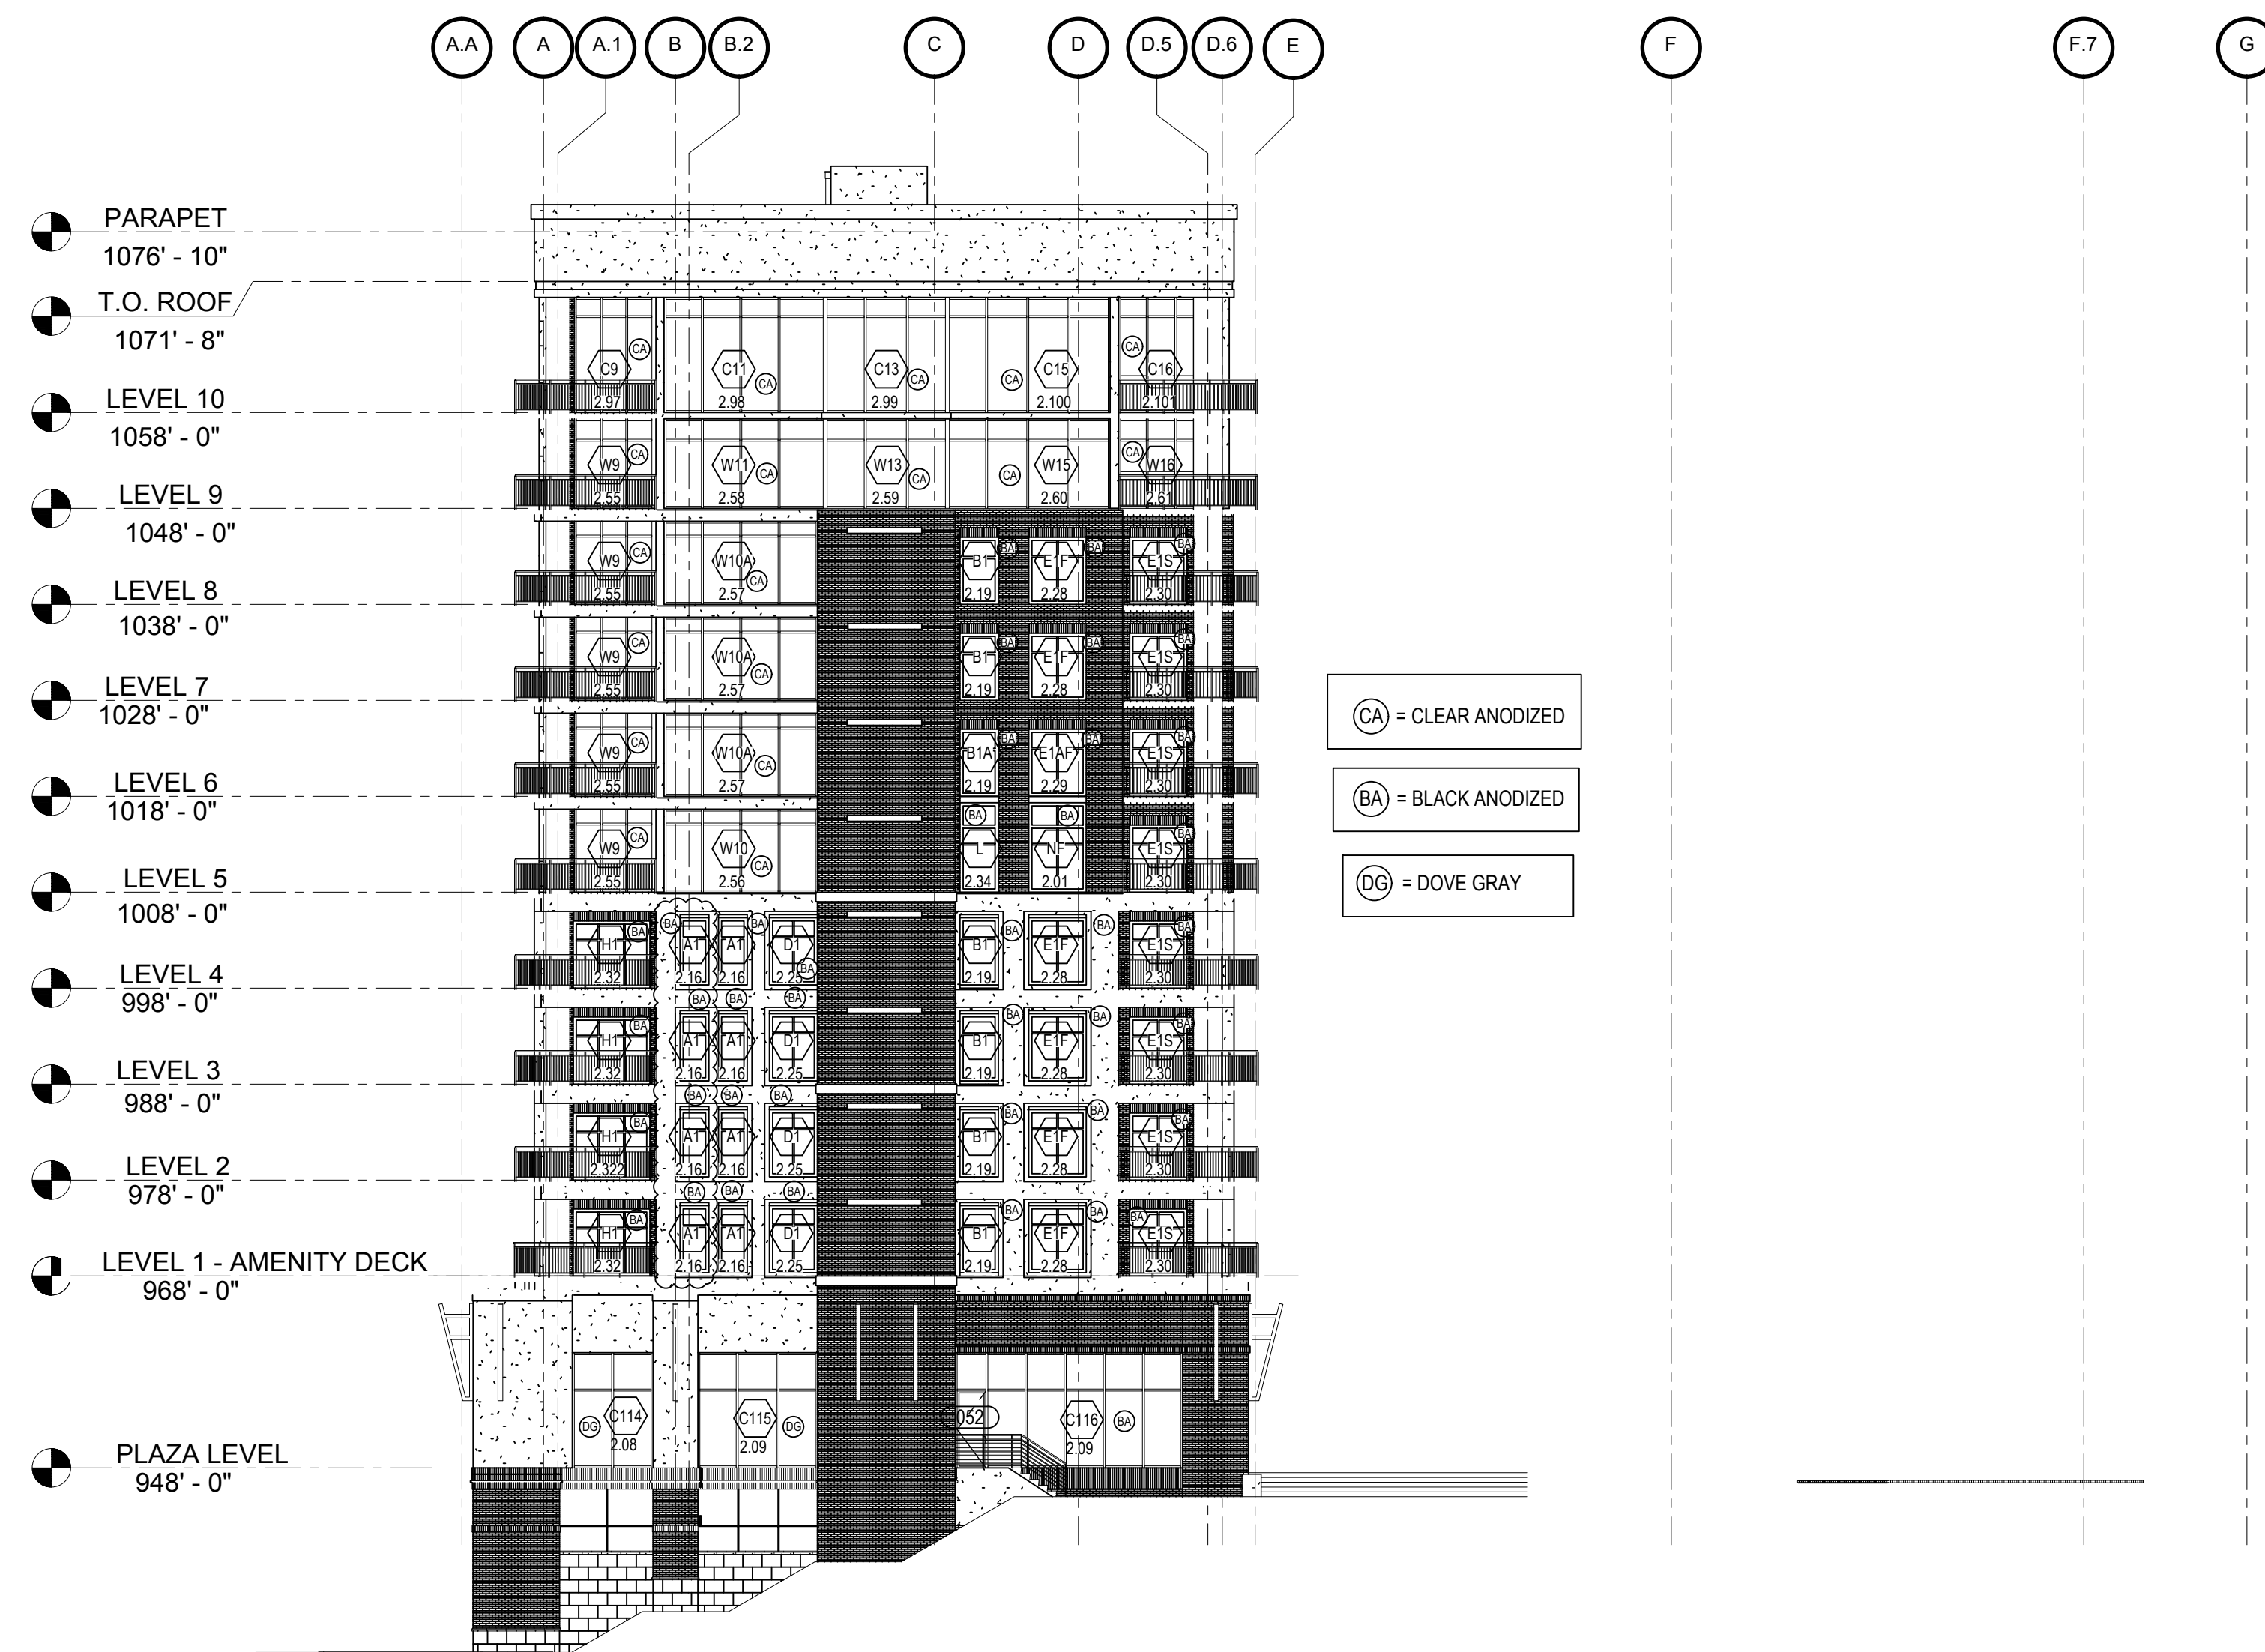 A.A A A.1 B B.2 C D D.5 D.6 E F F.7 G
PARAPET
1076' - 10"
T.O. ROOF
1071' - 8"
CA CA
C9 C11 CA C13 CA CA C15 C16
2.97 2.98 2.99 2.100 2.101
LEVEL 10
1058' - 0"
CA CA
W9 W11 CA W13 CA CA W15 W16
2.55 2.58 2.59 2.60 2.61
LEVEL 9
1048' - 0"
CA BA BA BA
W9 W10A CA B1 E1F E1S
2.55 2.57 2.19 2.28 2.30
LEVEL 8
1038' - 0"
CA BA BA BA
W9 W10A CA B1 E1F E1S
2.55 2.57 2.19 2.28 2.30
LEVEL 7
1028' - 0"
CA BA BA BA
W9 W10A CA B1A E1AF E1S
2.55 2.57 2.19 2.29 2.30
LEVEL 6
1018' - 0"
CA BA BA BA
W9 W10 CA L NF E1S
2.55 2.56 2.34 2.01 2.30
LEVEL 5
1008' - 0"
BA BA BA BA BA BA
H1 A1 A1 D1 BA B1 E1F E1S
2.32 2.16 2.16 2.25 2.19 2.28 2.30
LEVEL 4
998' - 0"
BA BA BA
BA BA BA BA
H1 A1 A1 D1 B1 E1F E1S
2.32 2.16 2.16 2.25 2.19 2.28 2.30
LEVEL 3
988' - 0"
BA BA BA
BA BA BA BA
H1 A1 A1 D1 B1 E1F E1S
2.322 2.16 2.16 2.25 2.19 2.28 2.30
LEVEL 2
978' - 0"
BA BA BA
BA BA BA BA
H1 A1 A1 D1 B1 E1F E1S
2.32 2.16 2.16 2.25 2.19 2.28 2.30
LEVEL 1 - AMENITY DECK
968' - 0"
DG C114 C115 DG 052 C116 BA
2.08 2.09 2.09
PLAZA LEVEL
948' - 0"
CA = CLEAR ANODIZED
BA = BLACK ANODIZED
DG = DOVE GRAY